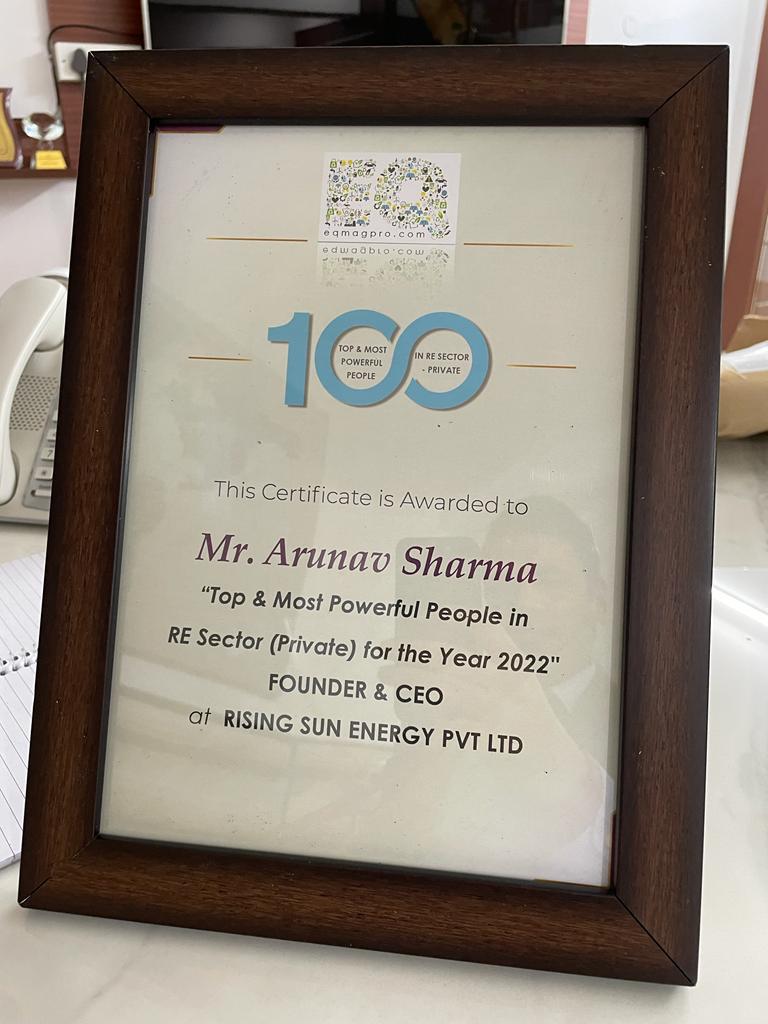 EQ
eqmagpro.com
100
TOP & MOST
POWERFUL
PEOPLE
IN RE SECTOR
- PRIVATE
This Certificate is Awarded to
Mr. Arunav Sharma
“Top & Most Powerful People in
RE Sector (Private) for the Year 2022"
FOUNDER & CEO
at RISING SUN ENERGY PVT LTD